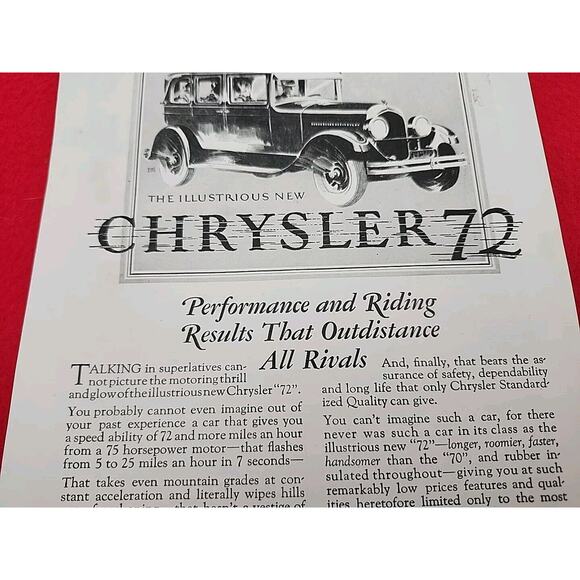 THE ILLUSTRIOUS NEW
CHRYSLER 72
Performance and Riding
Results That Outdistance
All Rivals
TALKING in superlatives can-
not picture the motoring thrill
and glow of the illustrious new Chrysler "72".
You probably cannot even imagine out of
your past experience a car that gives you
a speed ability of 72 and more miles an hour
from a 75 horsepower motor—that flashes
from 5 to 25 miles an hour in 7 seconds—
That takes even mountain grades at con-
stant acceleration and literally wipes hills
that hasn't a vestige of
And, finally, that bears the as-
surance of safety, dependability
and long life that only Chrysler Standard-
ized Quality can give.
You can't imagine such a car, for there
never was such a car in its class as the
illustrious new "72"—longer, roomier, faster,
handsomer than the "70", and rubber in-
sulated throughout—giving you at such
remarkably low prices features and qual-
ities heretofore limited only to the most